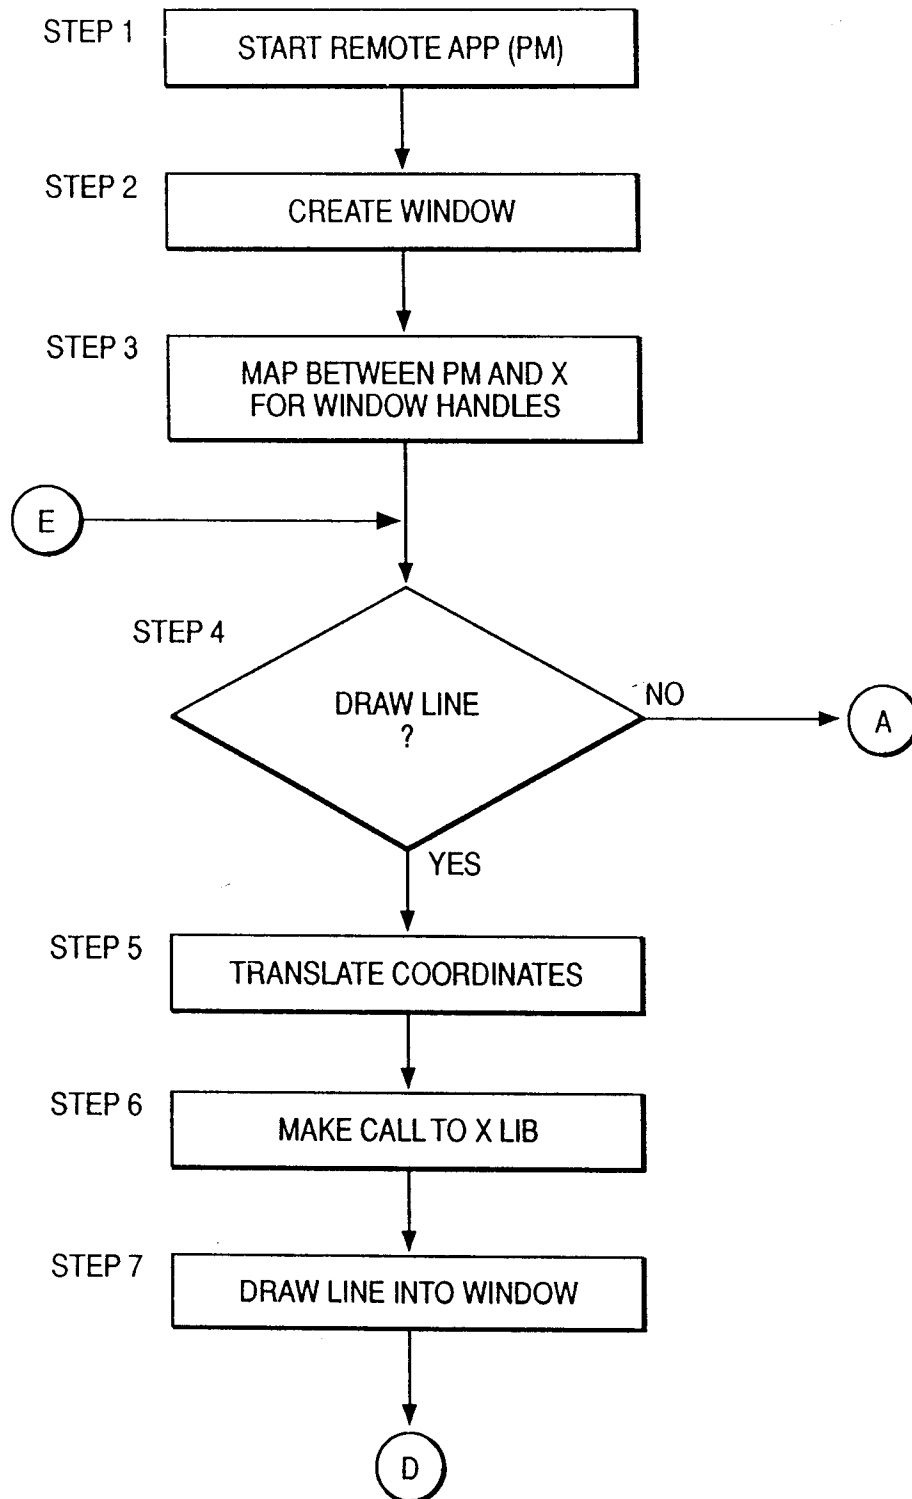 STEP 1
START REMOTE APP (PM)
STEP 2
CREATE WINDOW
STEP 3
MAP BETWEEN PM AND X
FOR WINDOW HANDLES
E
STEP 4
DRAW LINE
?
NO
A
YES
STEP 5
TRANSLATE COORDINATES
STEP 6
MAKE CALL TO X LIB
STEP 7
DRAW LINE INTO WINDOW
D